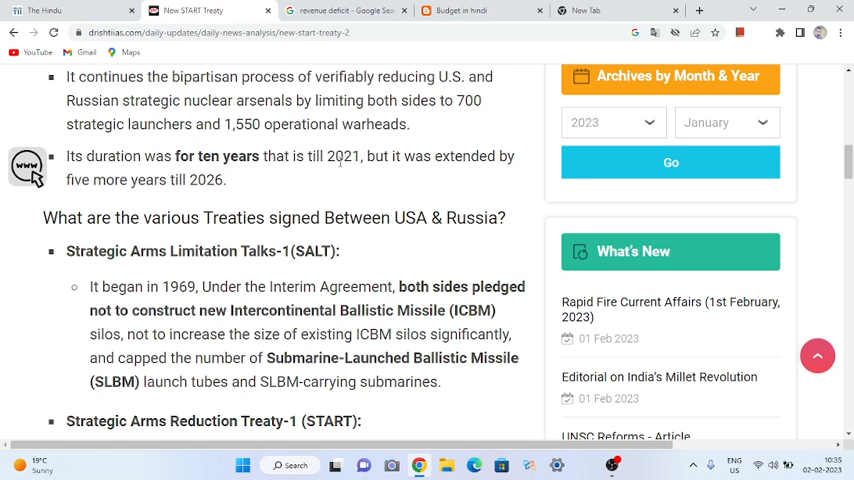 The Hindu
New START Treaty
revenue deficit - Google Sea
Budget in hindi
New Tab
drishtiias.com/daily-updates/daily-news-analysis/new-start-treaty-2
YouTube
Gmail
Maps
It continues the bipartisan process of verifiably reducing U.S. and
Russian strategic nuclear arsenals by limiting both sides to 700
strategic launchers and 1,550 operational warheads.
Its duration was for ten years that is till 2021, but it was extended by
five more years till 2026.
What are the various Treaties signed Between USA & Russia?
Strategic Arms Limitation Talks-1(SALT):
It began in 1969, Under the Interim Agreement, both sides pledged
not to construct new Intercontinental Ballistic Missile (ICBM)
silos, not to increase the size of existing ICBM silos significantly,
and capped the number of Submarine-Launched Ballistic Missile
(SLBM) launch tubes and SLBM-carrying submarines.
Strategic Arms Reduction Treaty-1 (START):
www
Archives by Month & Year
2023
January
Go
What's New
Rapid Fire Current Affairs (1st February,
2023)
01 Feb 2023
Editorial on India's Millet Revolution
01 Feb 2023
UNSC Reforms - Article
19°C
Sunny
Search
ENG
US
10:35
02-02-2023